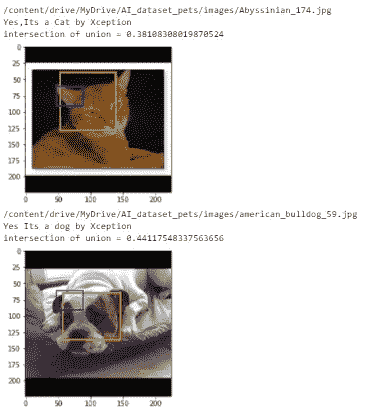 /content/drive/MyDrive/AI_dataset_pets/images/Abyssinian_174.jpg
Yes,Its a Cat by Xception
intersection of union = 0.38108308019870524
0
25
50
75
100
125
150
175
200
0 50 100 150 200
/content/drive/MyDrive/AI_dataset_pets/images/american_bulldog_59.jpg
Yes Its a dog by Xception
intersection of union = 0.44117548337563656
0
25
50
75
100
125
150
175
200
0 50 100 150 200